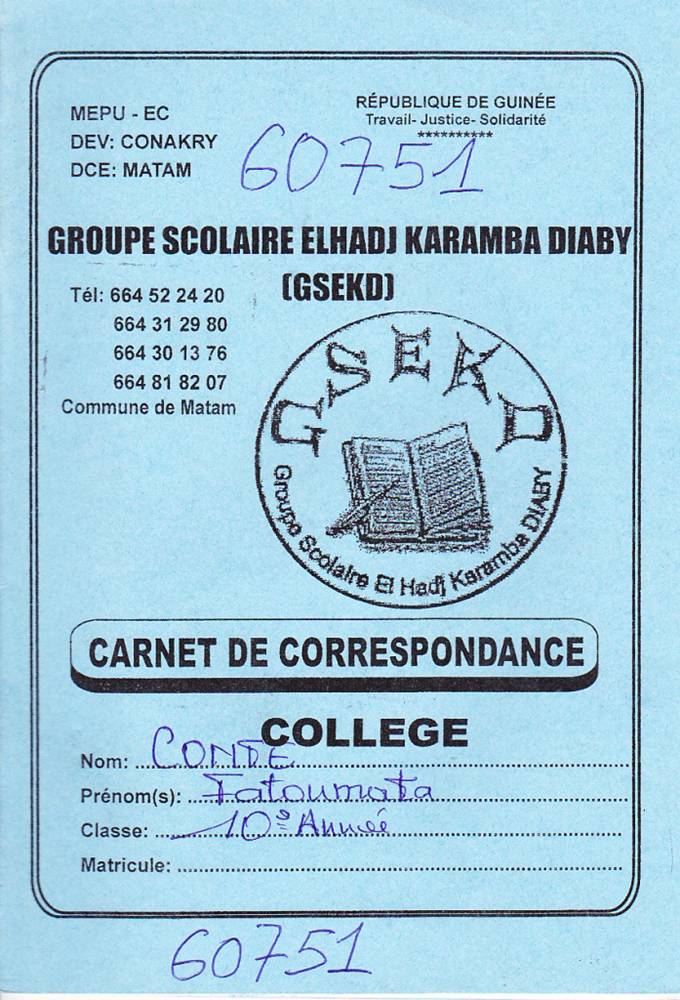 MEPU - EC
DEV: CONAKRY
DCE: MATAM
RÉPUBLIQUE DE GUINÉE
Travail- Justice- Solidarité
**********
60751
GROUPE SCOLAIRE ELHADJ KARAMBA DIABY
(GSEKD)
Tél: 664 52 24 20
664 31 29 80
664 30 13 76
664 81 82 07
Commune de Matam
GSEKD
Groupe Scolaire El Hadj Karamba DIABY
CARNET DE CORRESPONDANCE
COLLEGE
Nom: CONDE
Prénom(s): Fatoumata
Classe: 10e Année
Matricule:
60751